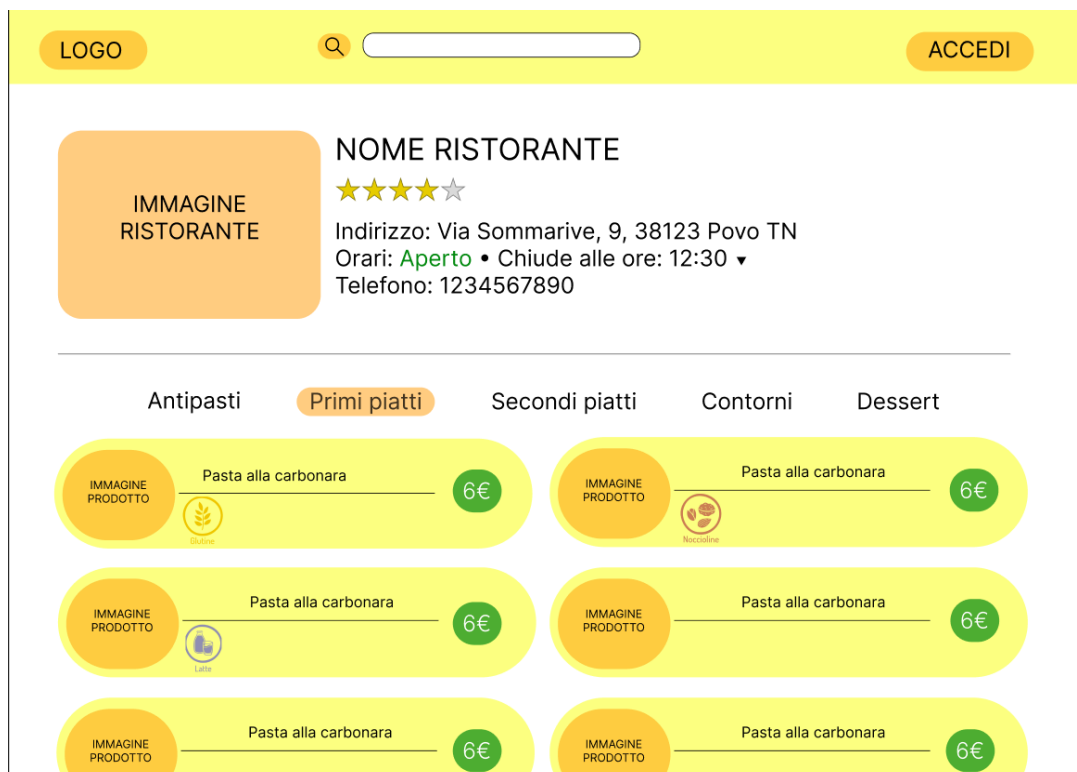 LOGO
ACCEDI
IMMAGINE
RISTORANTE
NOME RISTORANTE
Indirizzo: Via Sommarive, 9, 38123 Povo TN
Orari: Aperto • Chiude alle ore: 12:30 ▾
Telefono: 1234567890
Antipasti
Primi piatti
Secondi piatti
Contorni
Dessert
IMMAGINE
PRODOTTO
Pasta alla carbonara
6€
Glutine
IMMAGINE
PRODOTTO
Pasta alla carbonara
6€
Noccioline
IMMAGINE
PRODOTTO
Pasta alla carbonara
6€
Latte
IMMAGINE
PRODOTTO
Pasta alla carbonara
6€
IMMAGINE
PRODOTTO
Pasta alla carbonara
6€
IMMAGINE
PRODOTTO
Pasta alla carbonara
6€